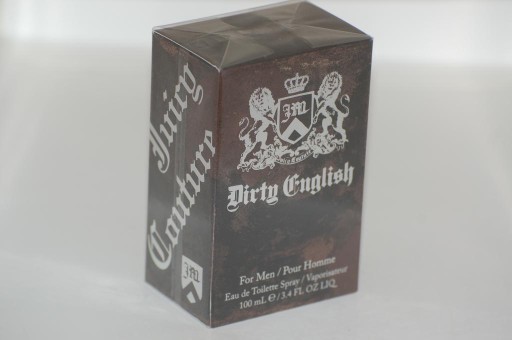 Juicy
Couture
JM
JM
Dirty English
For Men / Pour Homme
Eau de Toilette Spray / Vaporisateur
100 mL ℮ / 3.4 FL OZ LIQ.